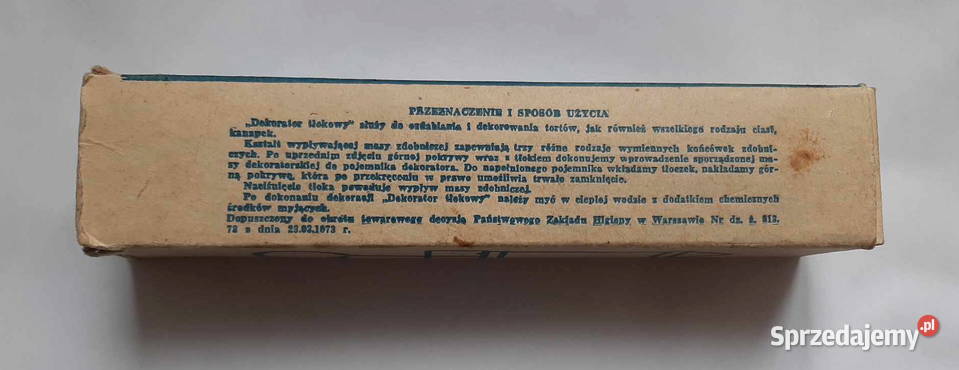 PRZEZNACZENIE I SPOSÓB UŻYCIA
„Dekorator tłokowy" służy do ozdabiania i dekorowania tortów, jak również wszelkiego rodzaju ciast,
kanapek.
Kształt wypływającej masy zdobniczej zapewniają trzy różne rodzaje wymiennych końcówek zdobni-
czych. Po uprzednim zdjęciu górnej pokrywy wraz z tłokiem dokonujemy wprowadzenie sporządzonej ma-
sy dekoratorskiej do pojemnika dekoratora. Do napełnionego pojemnika wkładamy tłoczek, nakładamy gór-
ną pokrywę, która po przekręceniu w prawo umożliwia trwałe zamknięcie.
Naciśnięcie tłoka powoduje wypływ masy zdobniczej.
Po dokonaniu dekoracji „Dekorator tłokowy" należy myć w ciepłej wodzie z dodatkiem chemicznych
środków myjących.
Dopuszczony do obrotu towarowego decyzją Państwowego Zakładu Higieny w Warszawie Nr dz. ż.
z dnia 23.03.1973 r.
Sprzedajemy.pl